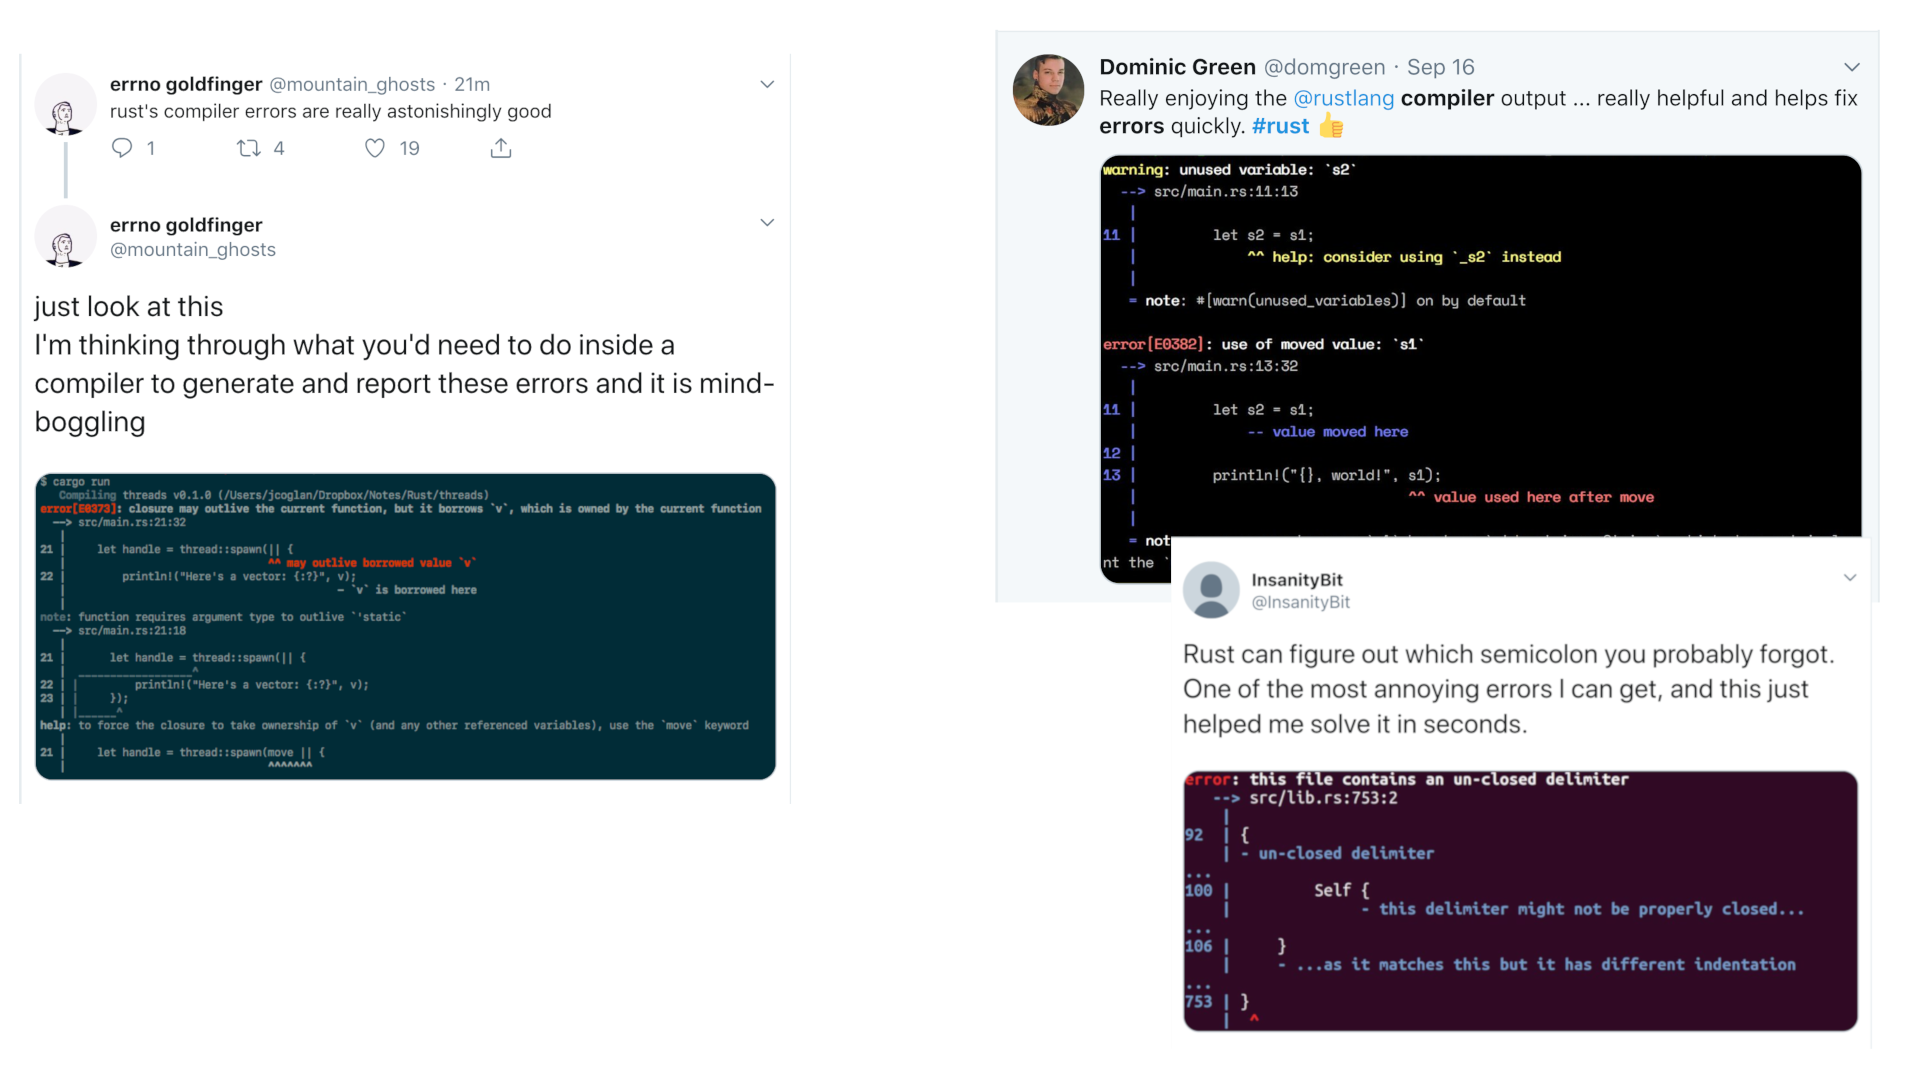 errno goldfinger @mountain_ghosts · 21m
rust's compiler errors are really astonishingly good
1 4 19
errno goldfinger
@mountain_ghosts
just look at this
I'm thinking through what you'd need to do inside a
compiler to generate and report these errors and it is mind-
boggling
$ cargo run
Compiling threads v0.1.0 (/Users/jcoglan/Dropbox/Notes/Rust/threads)
error[E0373]: closure may outlive the current function, but it borrows `v`, which is owned by the current function
--> src/main.rs:21:32
|
21 | let handle = thread::spawn(|| {
| ^^ may outlive borrowed value `v`
22 | println!("Here's a vector: {:?}", v);
| - `v` is borrowed here
|
note: function requires argument type to outlive `'static`
--> src/main.rs:21:18
|
21 | let handle = thread::spawn(|| {
| __________________^
22 | | println!("Here's a vector: {:?}", v);
23 | | });
| |______^
help: to force the closure to take ownership of `v` (and any other referenced variables), use the `move` keyword
|
21 | let handle = thread::spawn(move || {
| ^^^^^^^
Dominic Green @domgreen · Sep 16
Really enjoying the @rustlang compiler output ... really helpful and helps fix
errors quickly. #rust 👍
warning: unused variable: `s2`
--> src/main.rs:11:13
|
11 | let s2 = s1;
| ^^ help: consider using `_s2` instead
|
= note: #[warn(unused_variables)] on by default
error[E0382]: use of moved value: `s1`
--> src/main.rs:13:32
|
11 | let s2 = s1;
| -- value moved here
12 |
13 | println!("{}, world!", s1);
| ^^ value used here after move
|
= not
nt the `
InsanityBit
@InsanityBit
Rust can figure out which semicolon you probably forgot.
One of the most annoying errors I can get, and this just
helped me solve it in seconds.
error: this file contains an un-closed delimiter
--> src/lib.rs:753:2
|
92 | {
| - un-closed delimiter
...
100 | Self {
| - this delimiter might not be properly closed...
...
106 | }
| - ...as it matches this but it has different indentation
...
753 | }
| ^